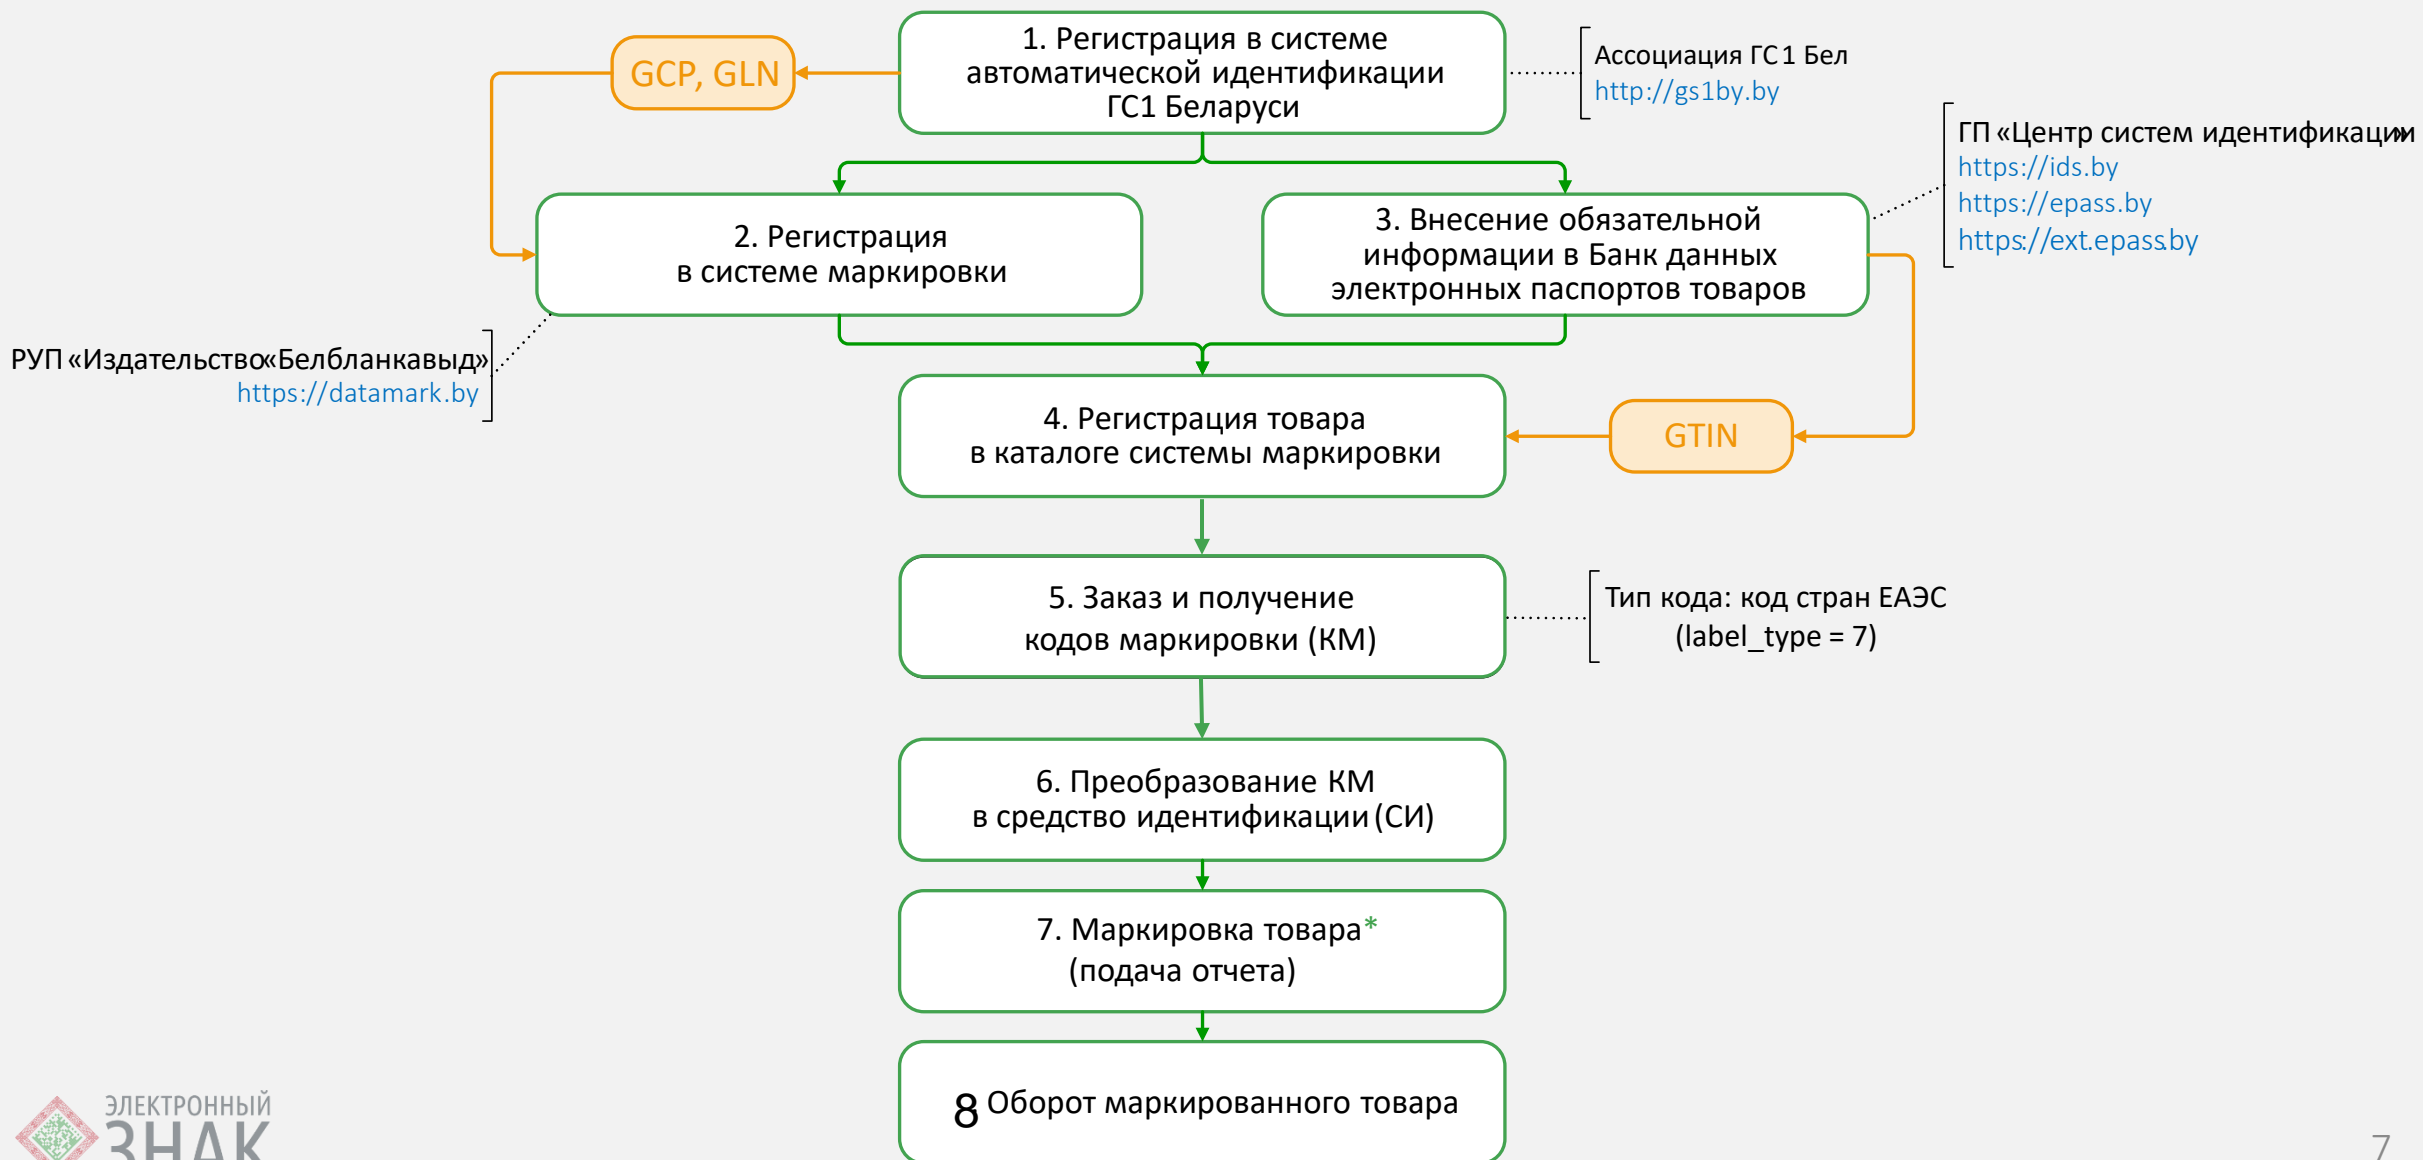 1. Регистрация в системе
автоматической идентификации
ГС1 Беларуси
GCP, GLN
Ассоциация ГС1 Бел
http://gs1by.by
ГП «Центр систем идентификации»
https://ids.by
https://epass.by
https://ext.epass.by
2. Регистрация
в системе маркировки
3. Внесение обязательной
информации в Банк данных
электронных паспортов товаров
РУП «Издательство «Белбланкавыд»
https://datamark.by
4. Регистрация товара
в каталоге системы маркировки
GTIN
5. Заказ и получение
кодов маркировки (КМ)
Тип кода: код стран ЕАЭС
(label_type = 7)
6. Преобразование КМ
в средство идентификации (СИ)
7. Маркировка товара*
(подача отчета)
8 Оборот маркированного товара
ЭЛЕКТРОННЫЙ
ЗНАК
7